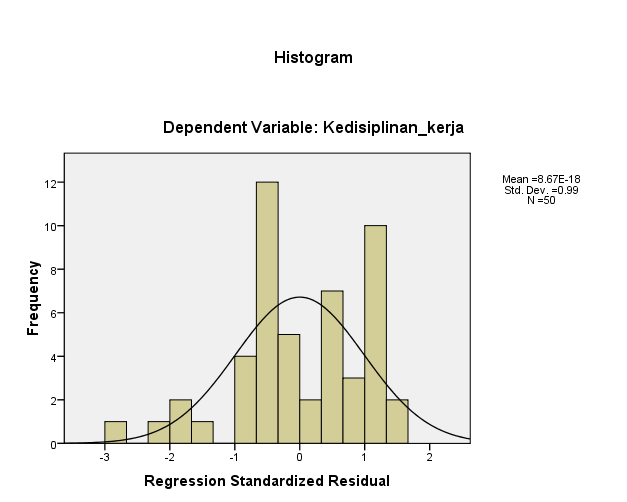 Histogram
Dependent Variable: Kedisiplinan_kerja
Mean =8.67E-18
Std. Dev. =0.99
N =50
12
10
8
6
4
2
0
Frequency
-3 -2 -1 0 1 2
Regression Standardized Residual